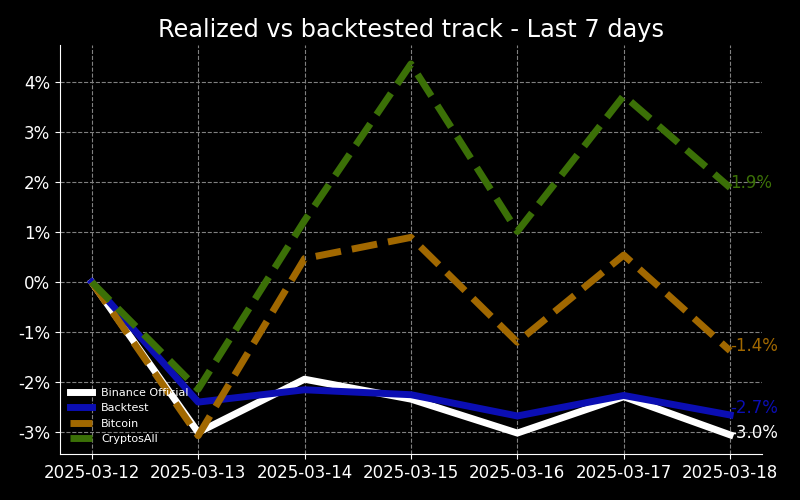 Realized vs backtested track - Last 7 days
4%
3%
2%
1%
0%
-1%
-2%
-3%
1.9%
-1.4%
-2.7%
-3.0%
Binance Official
Backtest
Bitcoin
CryptosAll
2025-03-12 2025-03-13 2025-03-14 2025-03-15 2025-03-16 2025-03-17 2025-03-18